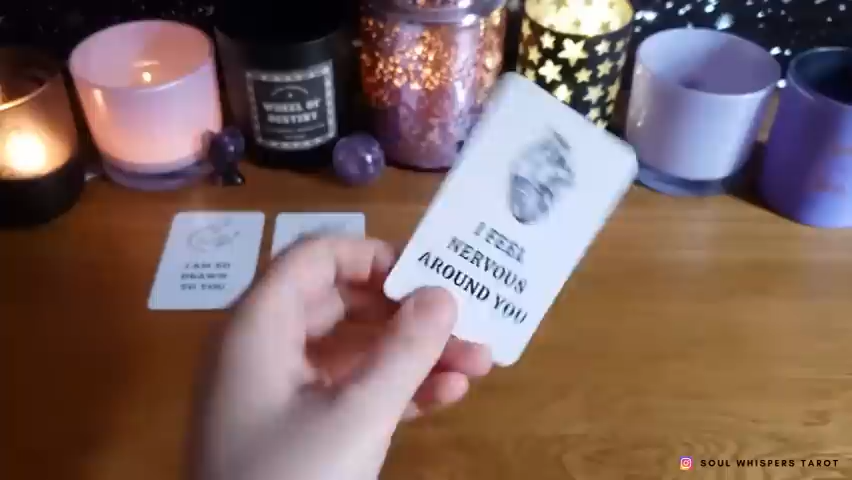 WHEEL OF
DESTINY
I FEEL
NERVOUS
AROUND YOU
I AM SO
DRAWN
TO YOU
SOUL WHISPERS TAROT